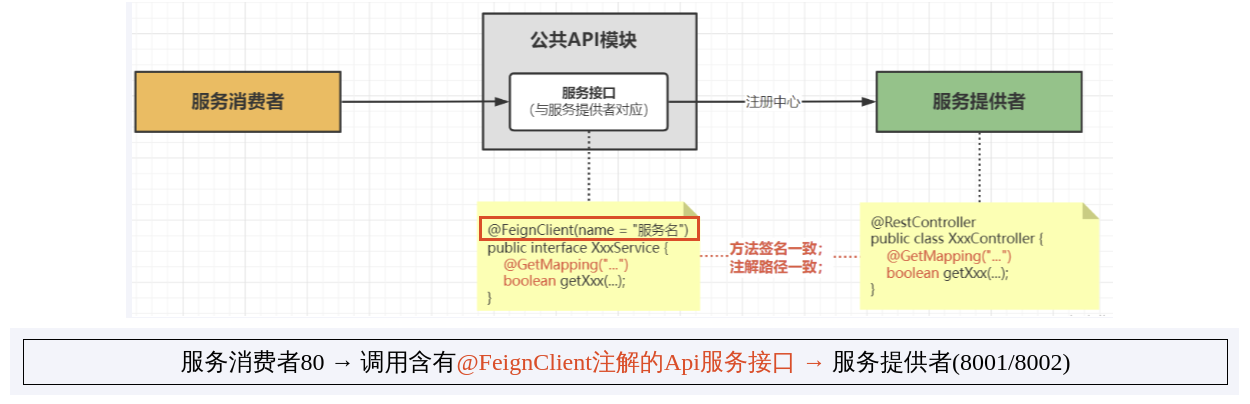 公共API模块
服务消费者
服务接口
（与服务提供者对应）
注册中心
服务提供者
@FeignClient(name = "服务名")
public interface XxxService {
@GetMapping("...")
boolean getXxx(...);
}
方法签名一致；
注解路径一致；
@RestController
public class XxxController {
@GetMapping("...")
boolean getXxx(...);
}
服务消费者80 → 调用含有@FeignClient注解的Api服务接口 → 服务提供者(8001/8002)